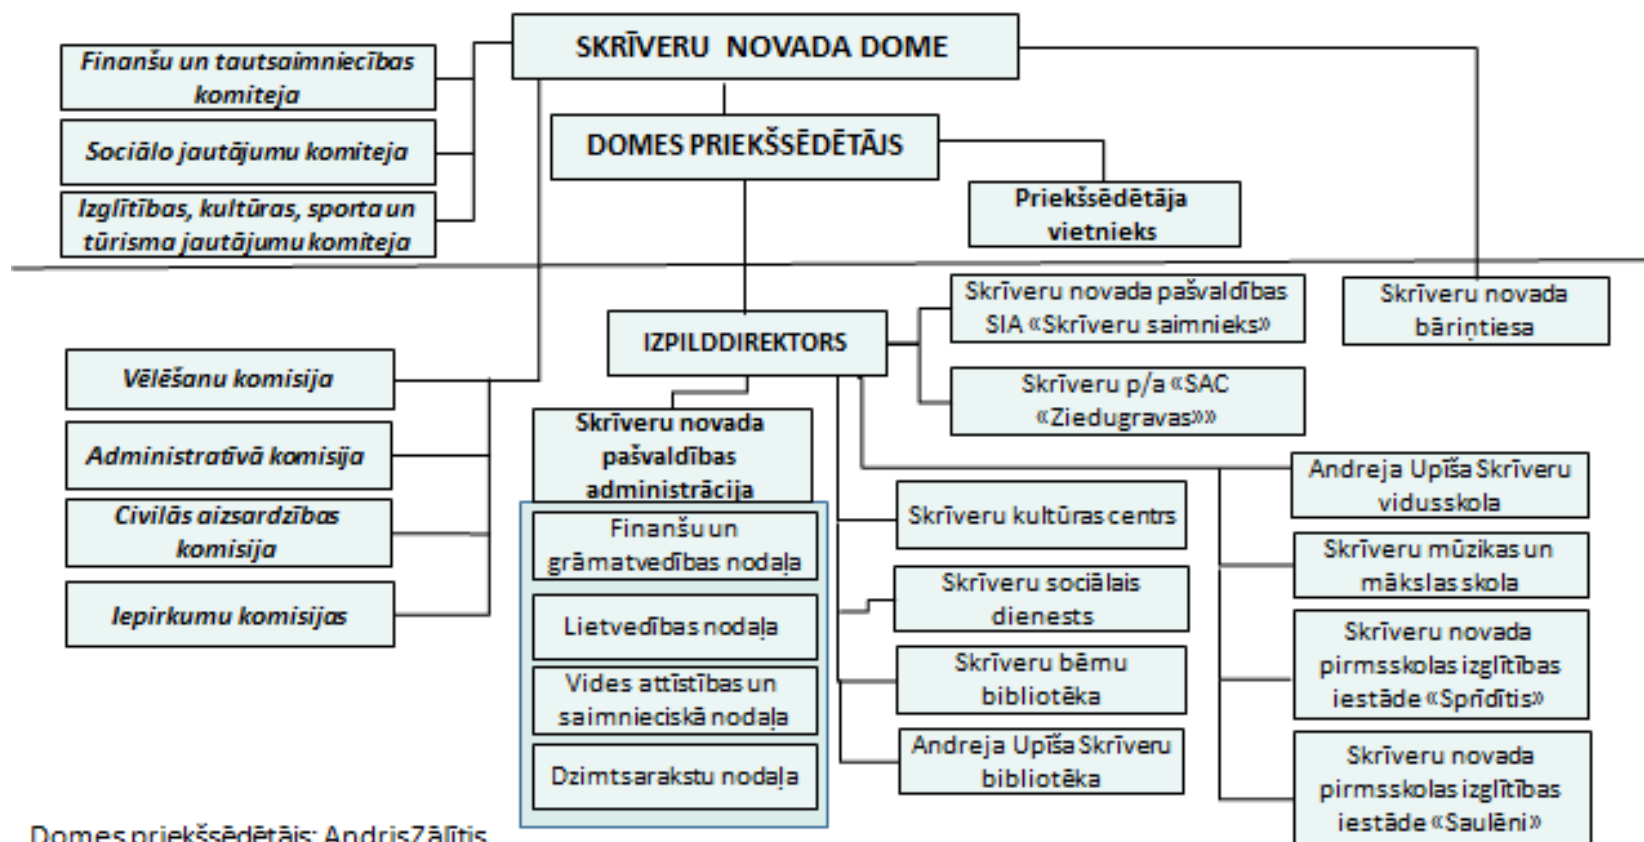 SKRĪVERU NOVADA DOME
Finanšu un tautsaimniecības
komiteja
Sociālo jautājumu komiteja
Izglītības, kultūras, sporta un
tūrisma jautājumu komiteja
DOMES PRIEKŠSĒDĒTĀJS
Priekšsēdētāja
vietnieks
Skrīveru novada
bāriņtiesa
IZPILDDIREKTORS
Skrīveru novada pašvaldības
SIA «Skrīveru saimnieks»
Skrīveru p/a «SAC
«Ziedugravas»»
Vēlēšanu komisija
Administratīvā komisija
Civilās aizsardzības
komisija
Iepirkumu komisijas
Skrīveru novada
pašvaldības
administrācija
Finanšu un
grāmatvedības nodaļa
Lietvedības nodaļa
Vides attīstības un
saimnieciskā nodaļa
Dzimtsarakstu nodaļa
Skrīveru kultūras centrs
Skrīveru sociālais
dienests
Skrīveru bērnu
bibliotēka
Andreja Upīša Skrīveru
bibliotēka
Andreja Upīša Skrīveru
vidusskola
Skrīveru mūzikas un
mākslas skola
Skrīveru novada
pirmsskolas izglītības
iestāde «Sprīdītis»
Skrīveru novada
pirmsskolas izglītības
iestāde «Saulēni»
Domes priekšsēdētājs: Andris Zālītis